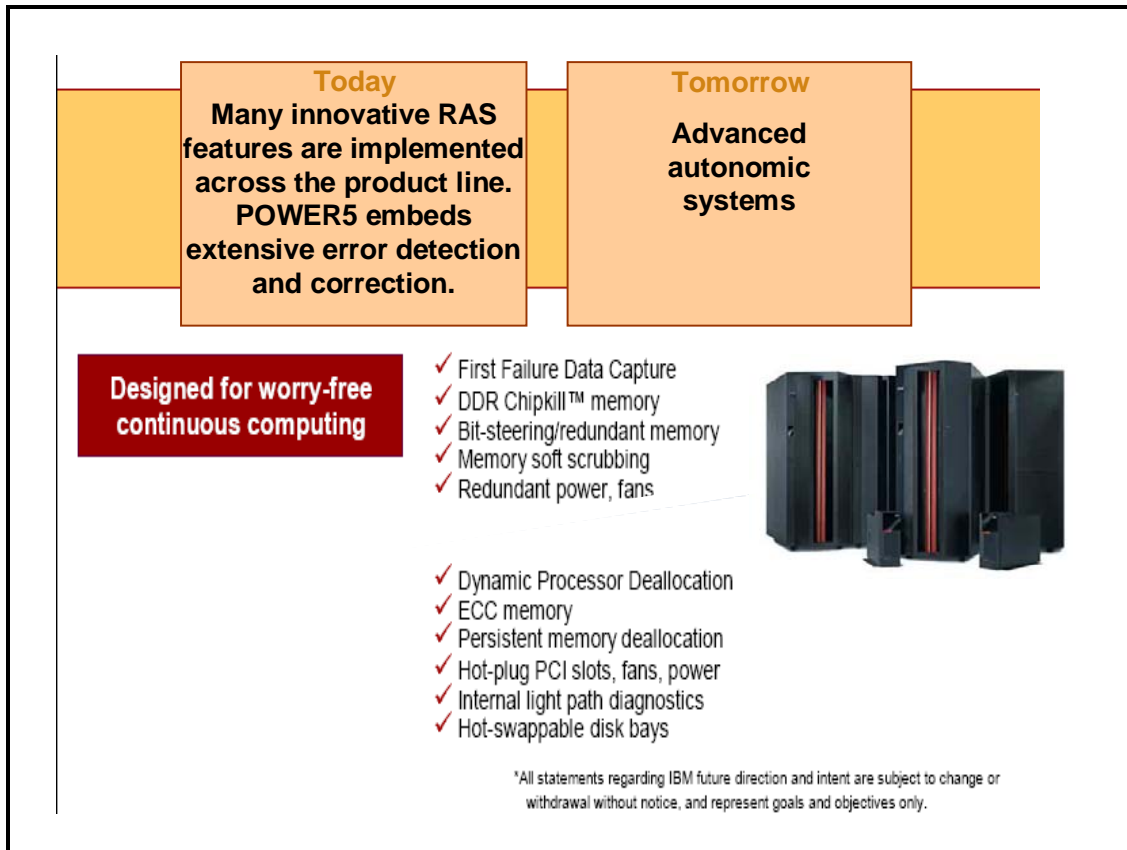 Today
Many innovative RAS
features are implemented
across the product line.
POWER5 embeds
extensive error detection
and correction.
Tomorrow
Advanced
autonomic
systems
Designed for worry-free
continuous computing
✓ First Failure Data Capture
✓ DDR Chipkill™ memory
✓ Bit-steering/redundant memory
✓ Memory soft scrubbing
✓ Redundant power, fans
✓ Dynamic Processor Deallocation
✓ ECC memory
✓ Persistent memory deallocation
✓ Hot-plug PCI slots, fans, power
✓ Internal light path diagnostics
✓ Hot-swappable disk bays
*All statements regarding IBM future direction and intent are subject to change or
withdrawal without notice, and represent goals and objectives only.